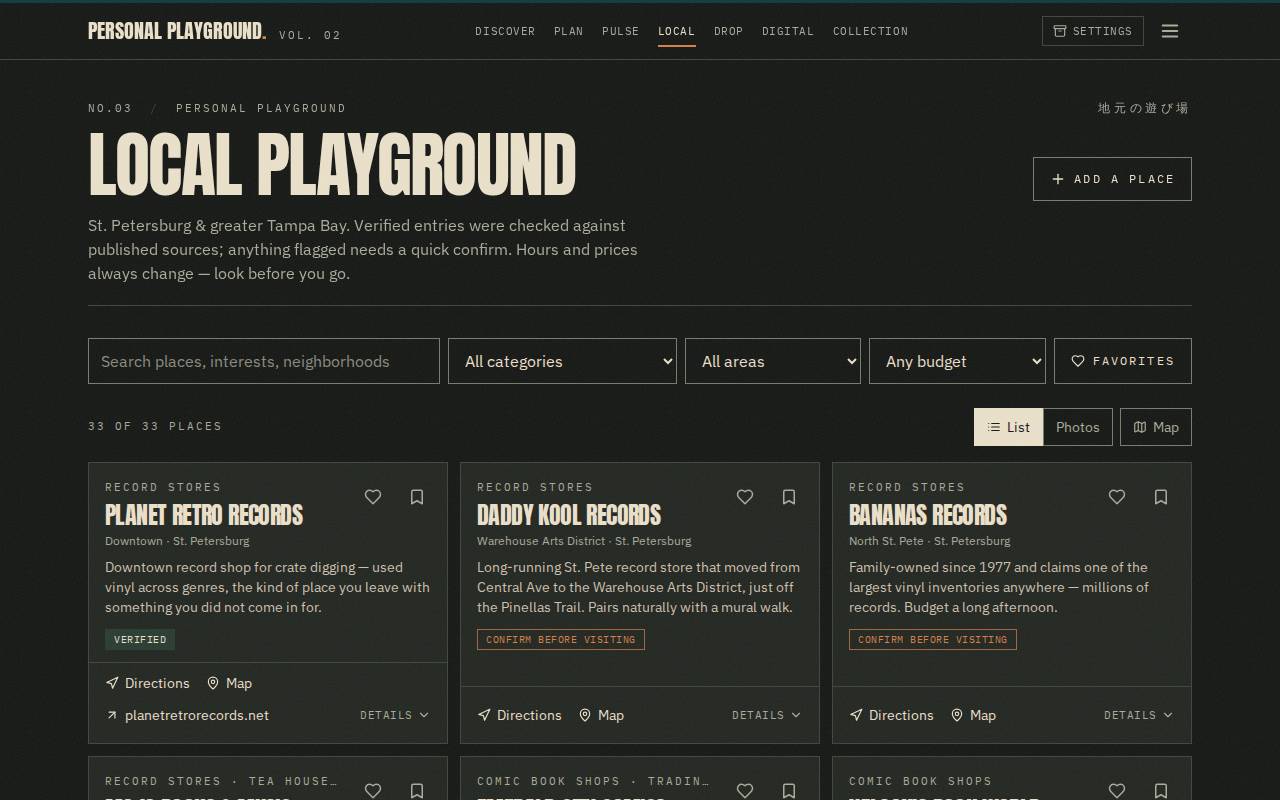 PERSONAL PLAYGROUND. VOL. 02
DISCOVER PLAN PULSE LOCAL DROP DIGITAL COLLECTION
SETTINGS
NO.03 / PERSONAL PLAYGROUND
地元の遊び場
LOCAL PLAYGROUND
+ ADD A PLACE
St. Petersburg & greater Tampa Bay. Verified entries were checked against
published sources; anything flagged needs a quick confirm. Hours and prices
always change — look before you go.
Search places, interests, neighborhoods
All categories
All areas
Any budget
FAVORITES
33 OF 33 PLACES
List
Photos
Map
RECORD STORES
PLANET RETRO RECORDS
Downtown · St. Petersburg
Downtown record shop for crate digging — used
vinyl across genres, the kind of place you leave with
something you did not come in for.
VERIFIED
Directions
Map
planetretrorecords.net
DETAILS
RECORD STORES
DADDY KOOL RECORDS
Warehouse Arts District · St. Petersburg
Long-running St. Pete record store that moved from
Central Ave to the Warehouse Arts District, just off
the Pinellas Trail. Pairs naturally with a mural walk.
CONFIRM BEFORE VISITING
Directions
Map
DETAILS
RECORD STORES
BANANAS RECORDS
North St. Pete · St. Petersburg
Family-owned since 1977 and claims one of the
largest vinyl inventories anywhere — millions of
records. Budget a long afternoon.
CONFIRM BEFORE VISITING
Directions
Map
DETAILS
RECORD STORES · TEA HOUSE…
COMIC BOOK SHOPS · TRADIN…
COMIC BOOK SHOPS